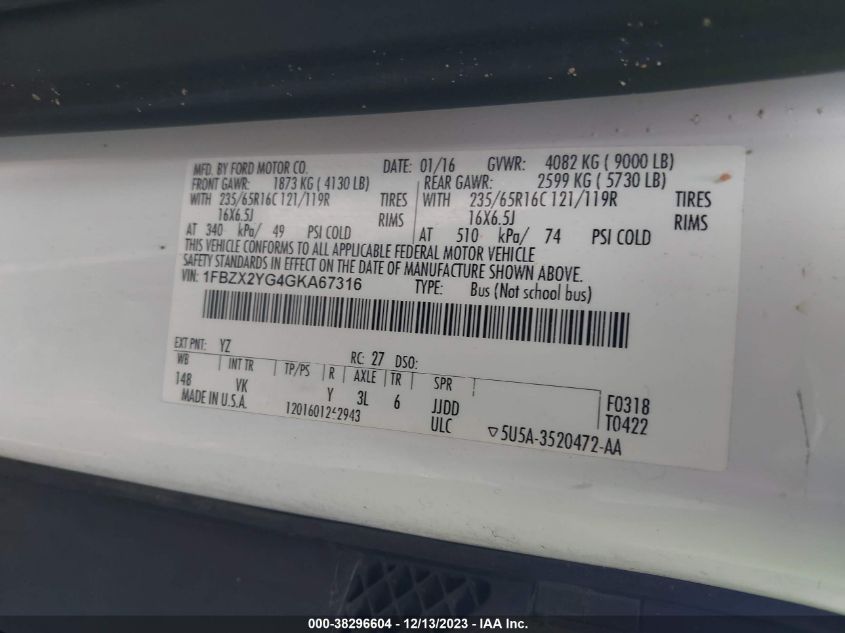 MFD. BY FORD MOTOR CO. DATE: 01/16 GVWR: 4082 KG ( 9000 LB)
FRONT GAWR: 1873 KG ( 4130 LB) REAR GAWR: 2599 KG ( 5730 LB)
WITH 235/65R16C 121/119R TIRES WITH 235/65R16C 121/119R TIRES
16X6.5J RIMS 16X6.5J RIMS
AT 340 kPa/ 49 PSI COLD AT 510 kPa/ 74 PSI COLD
THIS VEHICLE CONFORMS TO ALL APPLICABLE FEDERAL MOTOR VEHICLE
SAFETY STANDARDS IN EFFECT ON THE DATE OF MANUFACTURE SHOWN ABOVE.
VIN: 1FBZX2YG4GKA67316 TYPE: Bus (Not school bus)
EXT PNT: YZ RC: 27 DSO:
WB INT TR TP/PS R AXLE TR SPR
148 VK Y 3L 6 JJDD F0318
MADE IN U.S.A. ULC T0422
▽5U5A-3520472-AA
000-38296604 – 12/13/2023 – IAA Inc.